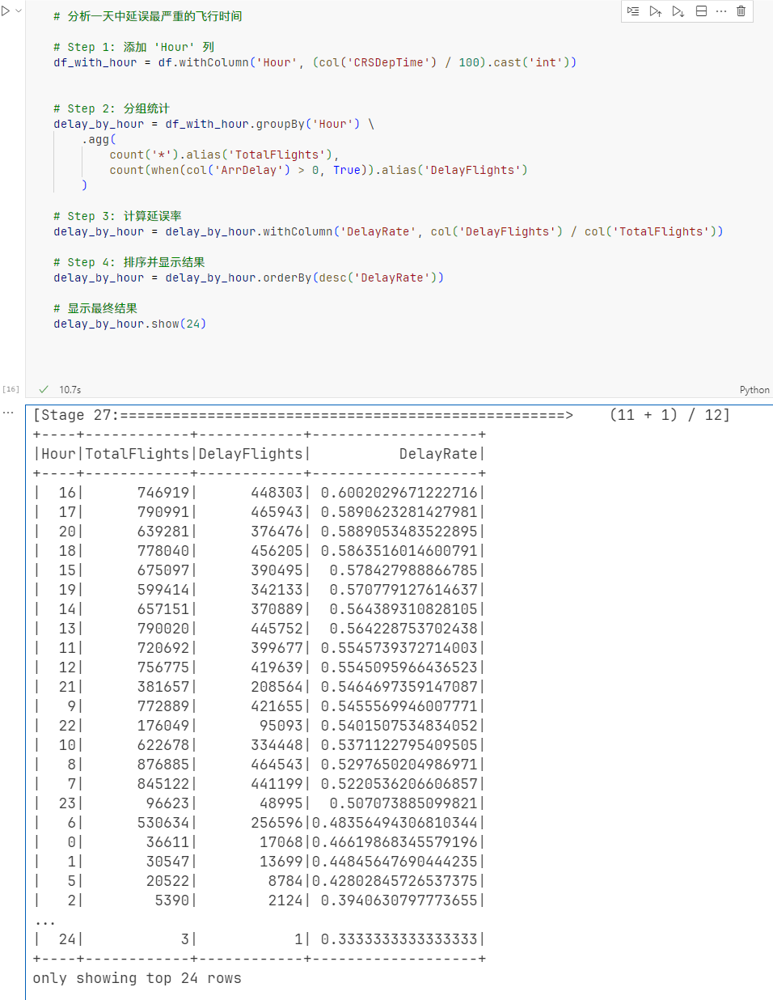 # 分析一天中延误最严重的飞行时间
# Step 1: 添加 'Hour' 列
df_with_hour = df.withColumn('Hour', (col('CRSDepTime') / 100).cast('int'))
# Step 2: 分组统计
delay_by_hour = df_with_hour.groupBy('Hour') \
.agg(
count('*').alias('TotalFlights'),
count(when(col('ArrDelay') > 0, True)).alias('DelayFlights')
)
# Step 3: 计算延误率
delay_by_hour = delay_by_hour.withColumn('DelayRate', col('DelayFlights') / col('TotalFlights'))
# Step 4: 排序并显示结果
delay_by_hour = delay_by_hour.orderBy(desc('DelayRate'))
# 显示最终结果
delay_by_hour.show(24)
[16] 10.7s Python
[Stage 27:===================================================> (11 + 1) / 12]
+----+------------+------------+-------------------+
|Hour|TotalFlights|DelayFlights| DelayRate|
+----+------------+------------+-------------------+
| 16| 746919| 448303| 0.6002029671222716|
| 17| 790991| 465943| 0.5890623281427981|
| 20| 639281| 376476| 0.5889053483522895|
| 18| 778040| 456205| 0.5863516014600791|
| 15| 675097| 390495| 0.578427988866785|
| 19| 599414| 342133| 0.570779127614637|
| 14| 657151| 370889| 0.564389310828105|
| 13| 790020| 445752| 0.564228753702438|
| 11| 720692| 399677| 0.5545739372714003|
| 12| 756775| 419639| 0.5545095966436523|
| 21| 381657| 208564| 0.5464697359147087|
| 9| 772889| 421655| 0.5455569946007771|
| 22| 176049| 95093| 0.5401507534834052|
| 10| 622678| 334448| 0.5371122795409505|
| 8| 876885| 464543| 0.5297650204986971|
| 7| 845122| 441199| 0.5220536206606857|
| 23| 96623| 48995| 0.507073885099821|
| 6| 530634| 256596|0.48356494306810344|
| 0| 36611| 17068|0.46619868345579196|
| 1| 30547| 13699|0.448456476904​44235|
| 5| 20522| 8784|0.42802845726537375|
| 2| 5390| 2124| 0.3940630797773655|
...
| 24| 3| 1| 0.3333333333333333|
+----+------------+------------+-------------------+
only showing top 24 rows